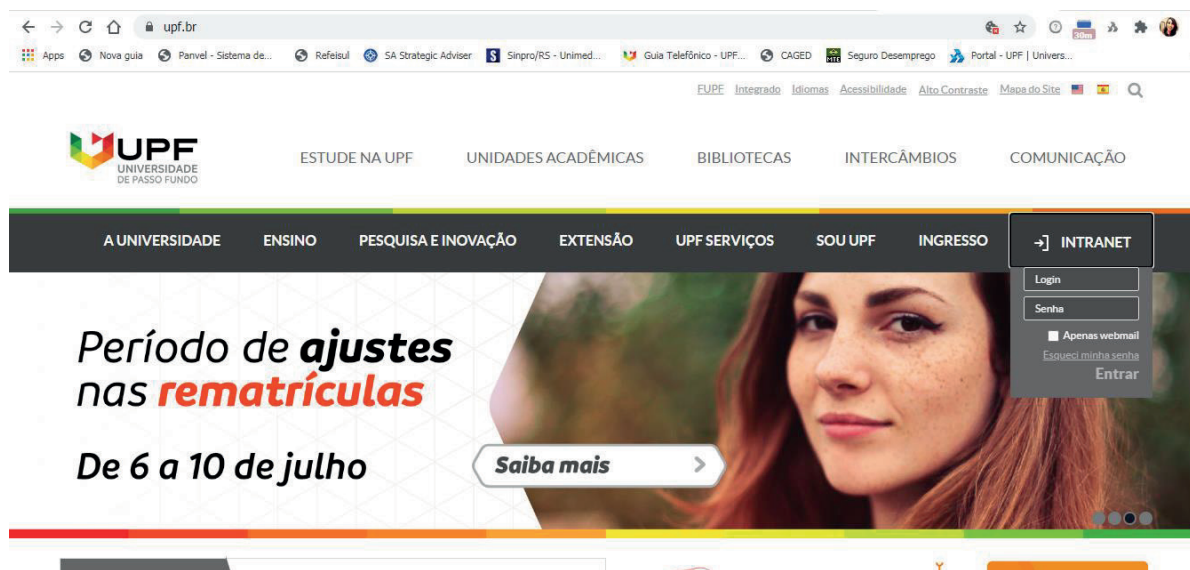 upf.br
30m
Apps Nova guia Panvel - Sistema de... Refeisul SA Strategic Adviser S Sinpro/RS - Unimed... Guia Telefônico - UPF... CAGED MTE Seguro Desemprego Portal - UPF | Univers...
FUPF Integrado Idiomas Acessibilidade Alto Contraste Mapa do Site
UPF
UNIVERSIDADE
DE PASSO FUNDO
ESTUDE NA UPF UNIDADES ACADÊMICAS BIBLIOTECAS INTERCÂMBIOS COMUNICAÇÃO
A UNIVERSIDADE ENSINO PESQUISA E INOVAÇÃO EXTENSÃO UPF SERVIÇOS SOU UPF INGRESSO INTRANET
Login
Senha
Apenas webmail
Esqueci minha senha
Entrar
Período de ajustes
nas rematrículas
De 6 a 10 de julho
Saiba mais